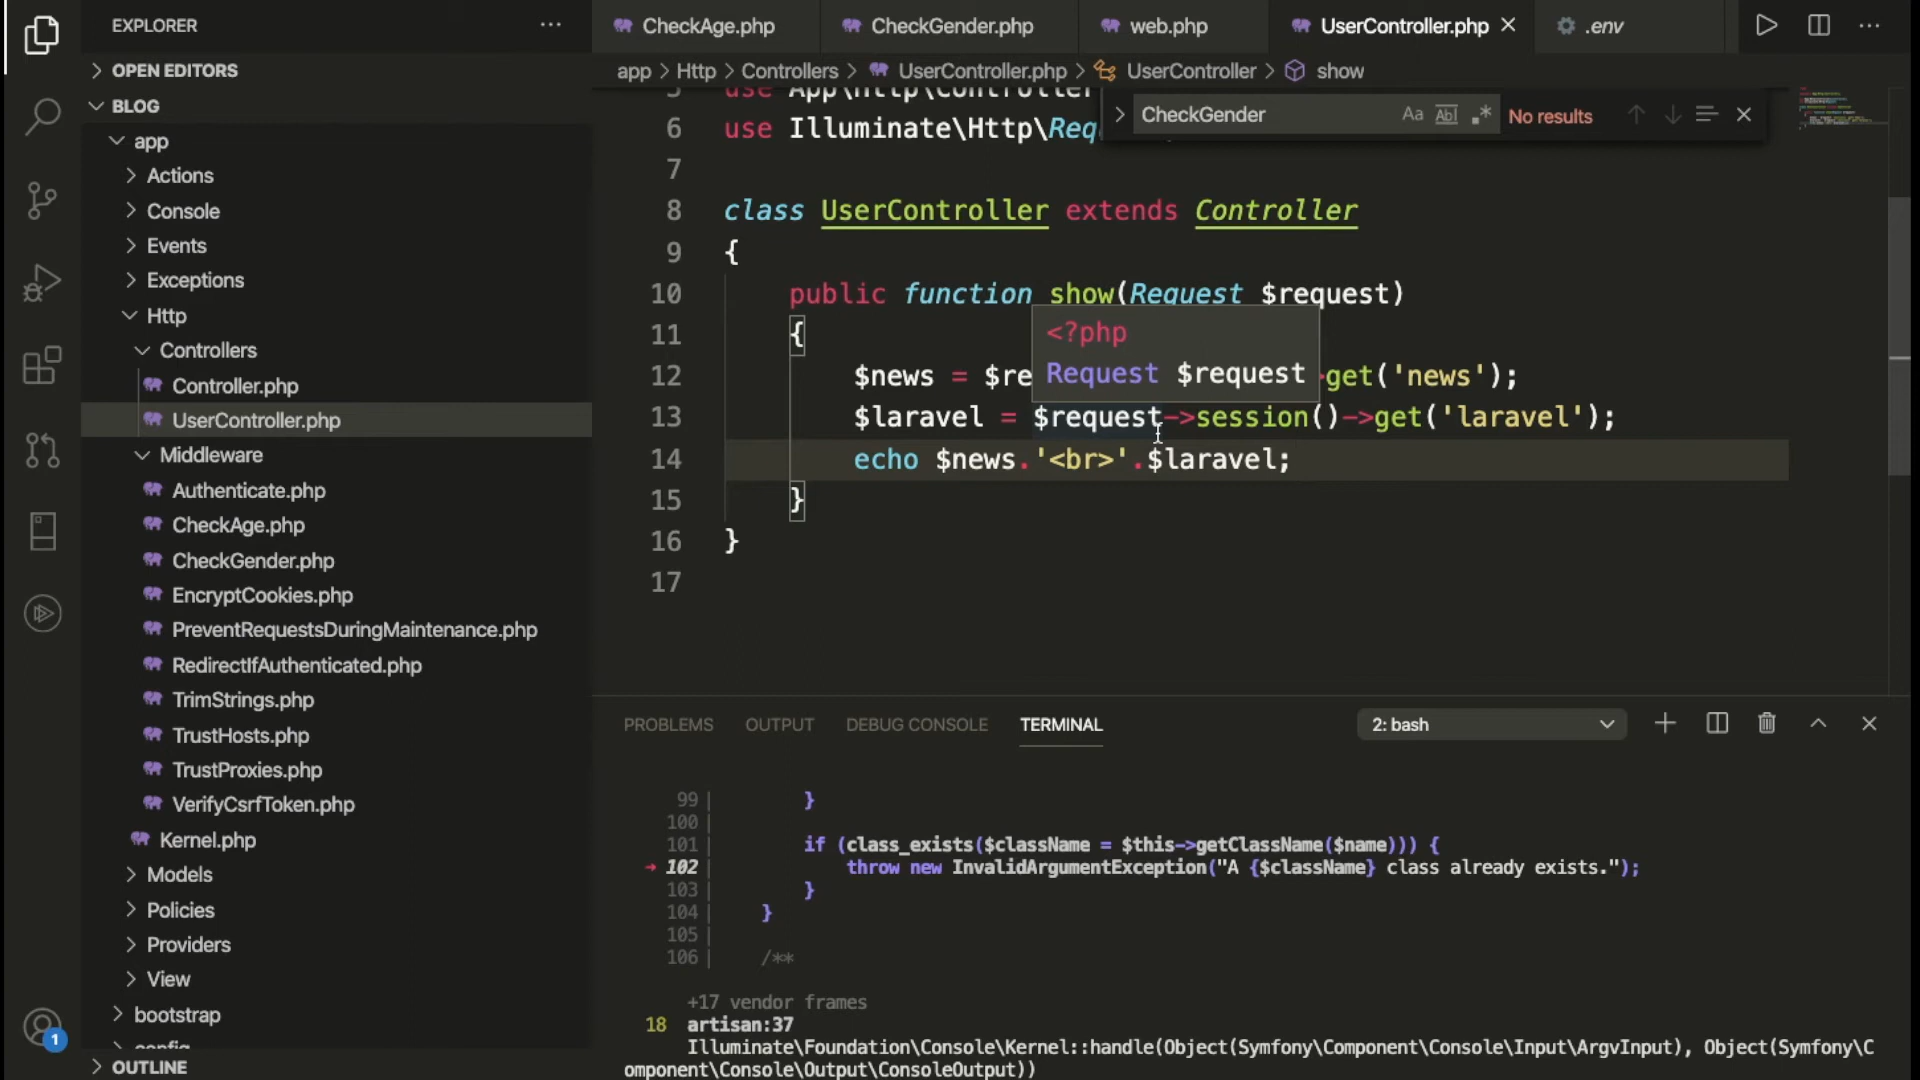 EXPLORER
OPEN EDITORS
BLOG
app
Actions
Console
Events
Exceptions
Http
Controllers
Controller.php
UserController.php
Middleware
Authenticate.php
CheckAge.php
CheckGender.php
EncryptCookies.php
PreventRequestsDuringMaintenance.php
RedirectIfAuthenticated.php
TrimStrings.php
TrustHosts.php
TrustProxies.php
VerifyCsrfToken.php
Kernel.php
Models
Policies
Providers
View
bootstrap
config
OUTLINE
1
CheckAge.php CheckGender.php web.php UserController.php .env
app > Http > Controllers > UserController.php > UserController > show
CheckGender Aa Abl .* No results
5 use App\Http\Controller
6 use Illuminate\Http\Req
7
8 class UserController extends Controller
9 {
10 public function show(Request $request)
11 {
<?php
Request $request
12 $news = $re >get('news');
13 $laravel = $request->session()->get('laravel');
14 echo $news.'<br>'.$laravel;
15 }
16 }
17
PROBLEMS OUTPUT DEBUG CONSOLE TERMINAL 2: bash
99| }
100|
101| if (class_exists($className = $this->getClassName($name))) {
→ 102| throw new InvalidArgumentException("A {$className} class already exists.");
103| }
104| }
105|
106| /**
+17 vendor frames
18 artisan:37
Illuminate\Foundation\Console\Kernel::handle(Object(Symfony\Component\Console\Input\ArgvInput), Object(Symfony\C
omponent\Console\Output\ConsoleOutput))